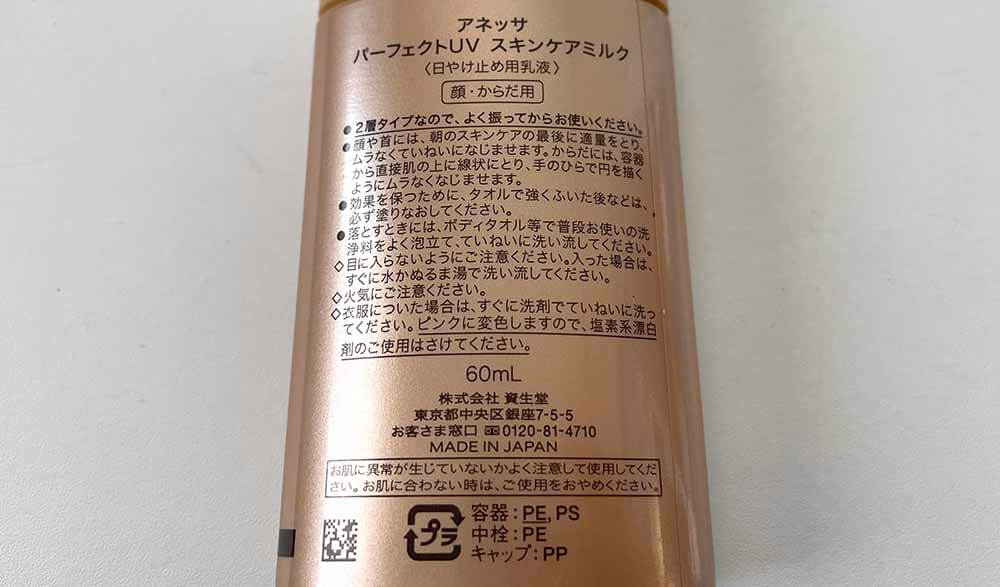 アネッサ
パーフェクトUV スキンケアミルク
〈日やけ止め用乳液〉
顔・からだ用
●2層タイプなので、よく振ってからお使いください。
●顔や首には、朝のスキンケアの最後に適量をとり、
ムラなくていねいになじませます。からだには、容器
から直接肌の上に線状にとり、手のひらで円を描く
ようにムラなくなじませます。
●効果を保つために、タオルで強くふいた後などは、
必ず塗りなおしてください。
●落とすときには、ボディタオル等で普段お使いの洗
浄料をよく泡立て、ていねいに洗い流してください。
◇目に入らないようにご注意ください。入った場合は、
すぐに水かぬるま湯で洗い流してください。
◇火気にご注意ください。
◇衣服についた場合は、すぐに洗剤でていねいに洗っ
てください。ピンクに変色しますので、塩素系漂白
剤のご使用はさけてください。
60mL
株式会社 資生堂
東京都中央区銀座7-5-5
お客さま窓口 0120-81-4710
MADE IN JAPAN
お肌に異常が生じていないかよく注意して使用してくだ
さい。お肌に合わない時は、ご使用をおやめください。
プラ
容器:PE, PS
中栓:PE
キャップ:PP